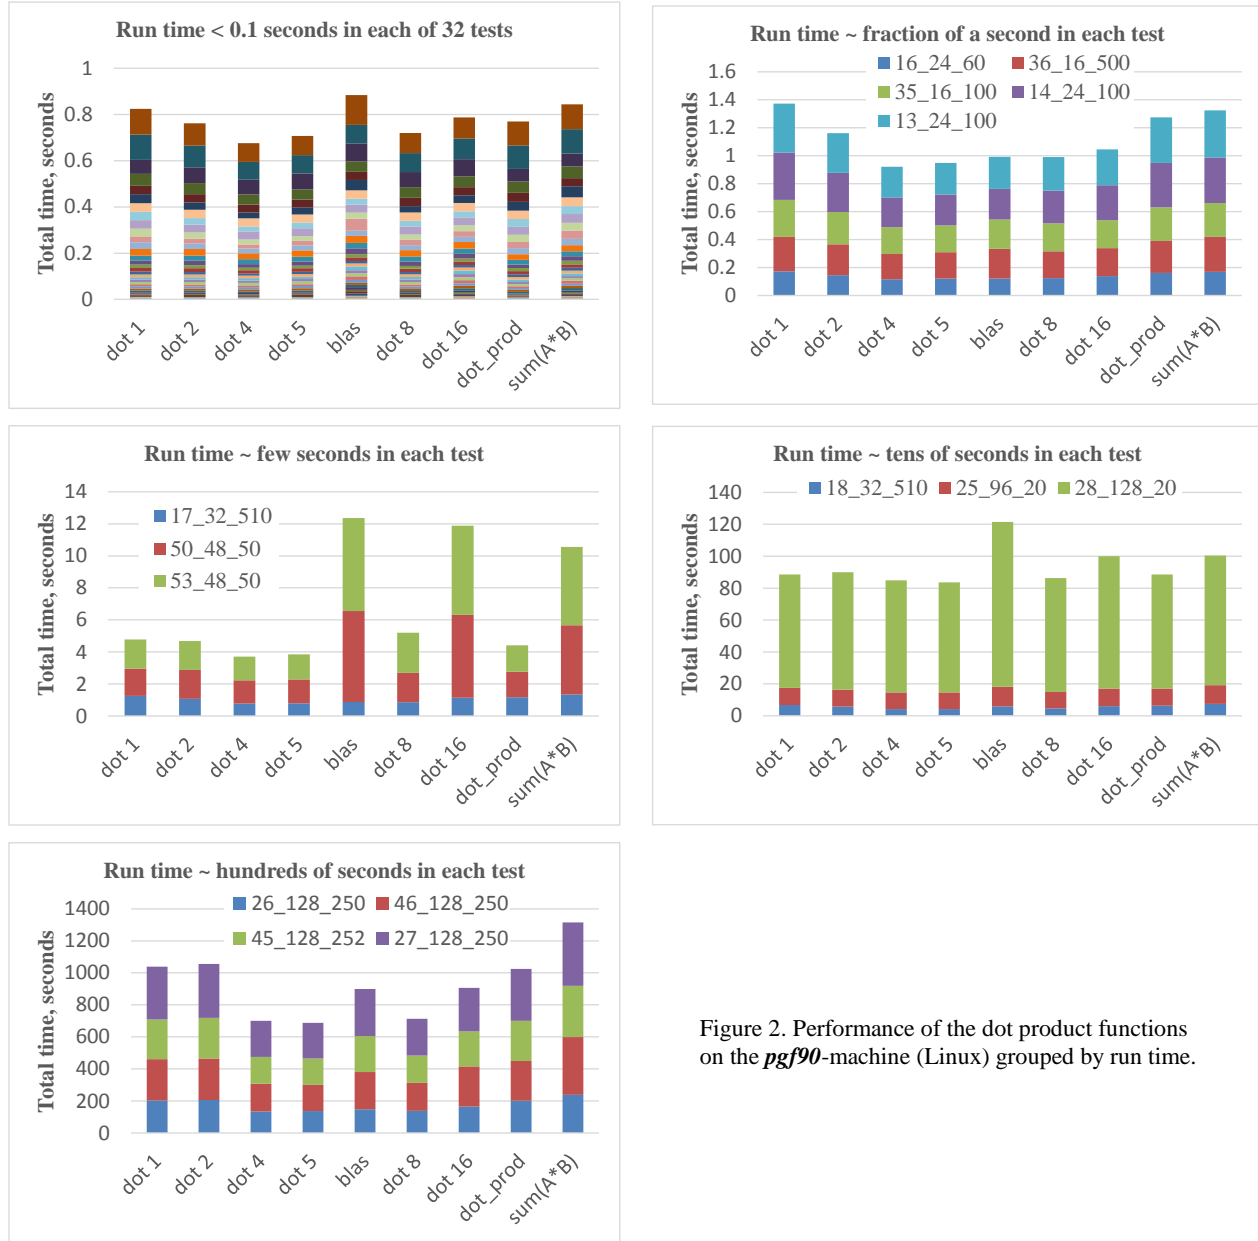 Run time < 0.1 seconds in each of 32 tests
Total time, seconds
1
0.8
0.6
0.4
0.2
0
dot 1
dot 2
dot 4
dot 5
blas
dot 8
dot 16
dot_prod
sum(A*B)
Run time ~ fraction of a second in each test
16_24_60 36_16_500
35_16_100 14_24_100
13_24_100
Total time, seconds
1.6
1.4
1.2
1
0.8
0.6
0.4
0.2
0
dot 1
dot 2
dot 4
dot 5
blas
dot 8
dot 16
dot_prod
sum(A*B)
Run time ~ few seconds in each test
17_32_510
50_48_50
53_48_50
Total time, seconds
14
12
10
8
6
4
2
0
dot 1
dot 2
dot 4
dot 5
blas
dot 8
dot 16
dot_prod
sum(A*B)
Run time ~ tens of seconds in each test
18_32_510 25_96_20 28_128_20
Total time, seconds
140
120
100
80
60
40
20
0
dot 1
dot 2
dot 4
dot 5
blas
dot 8
dot 16
dot_prod
sum(A*B)
Run time ~ hundreds of seconds in each test
26_128_250 46_128_250
45_128_252 27_128_250
Total time, seconds
1400
1200
1000
800
600
400
200
0
dot 1
dot 2
dot 4
dot 5
blas
dot 8
dot 16
dot_prod
sum(A*B)
Figure 2. Performance of the dot product functions
on the pgf90-machine (Linux) grouped by run time.